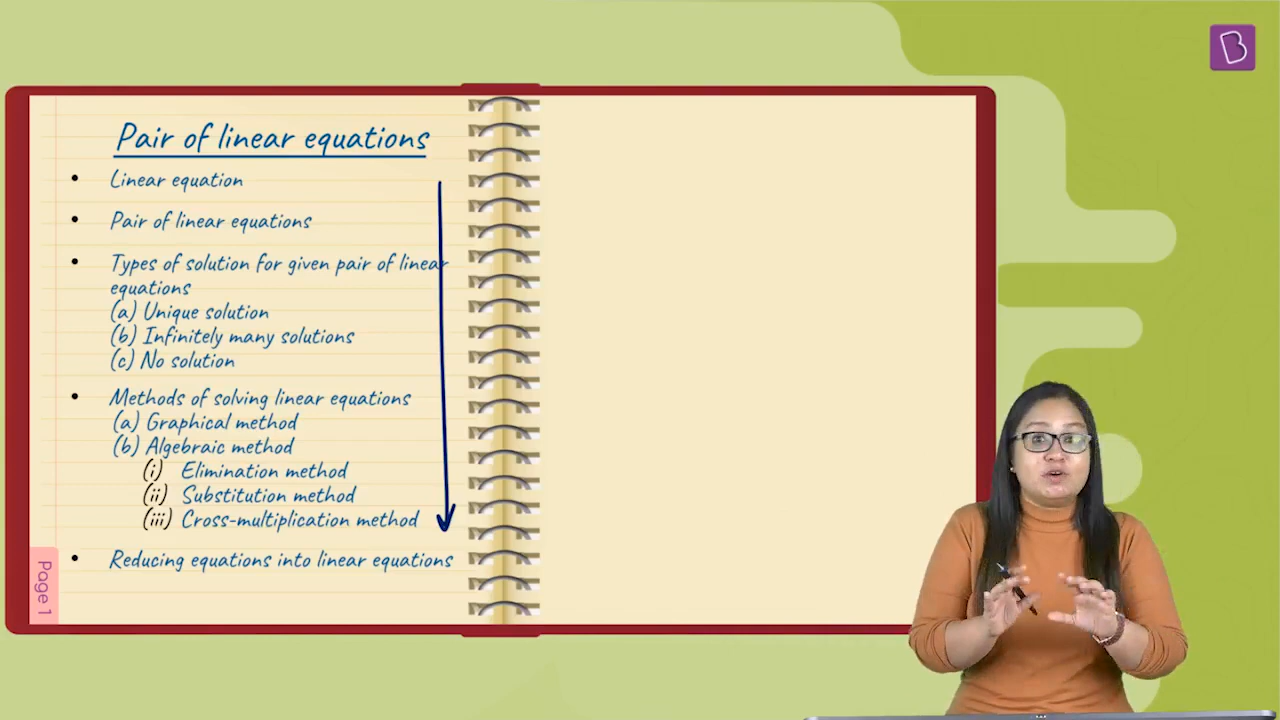 Pair of linear equations
• Linear equation
• Pair of linear equations
• Types of solution for given pair of linear
equations
(a) Unique solution
(b) Infinitely many solutions
(c) No solution
• Methods of solving linear equations
(a) Graphical method
(b) Algebraic method
(i) Elimination method
(ii) Substitution method
(iii) Cross-multiplication method
• Reducing equations into linear equations
Page 1
B